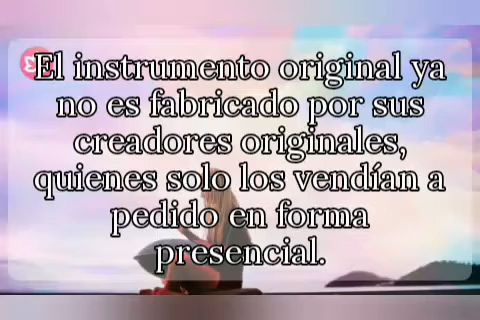 El instrumento original ya
no es fabricado por sus
creadores originales,
quienes solo los vendían a
pedido en forma
presencial.